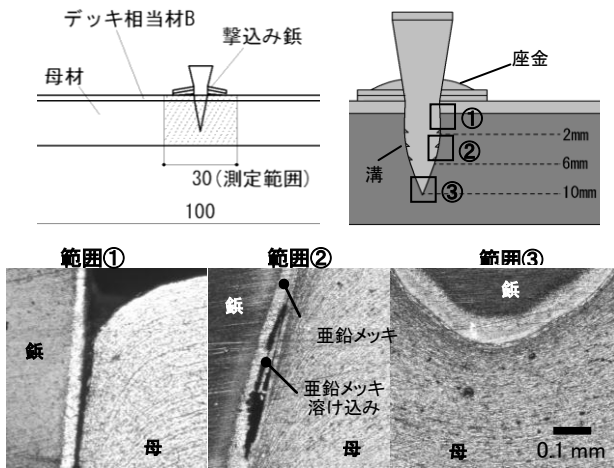 デッキ相当材B
撃込み鋲
母材
30(測定範囲)
100
座金
①
2mm
②
溝
6mm
③
10mm
範囲①
範囲②
範囲③
鋲
母
鋲
亜鉛メッキ
亜鉛メッキ
溶け込み
母
鋲
母
0.1 mm